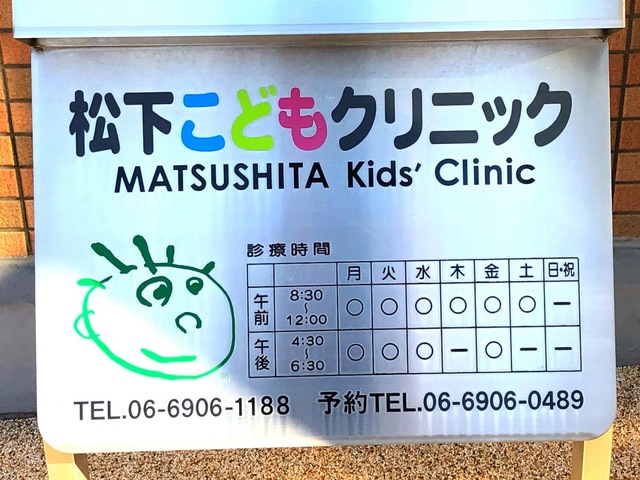 松下こどもクリニック
MATSUSHITA Kids' Clinic
診療時間
月 火 水 木 金 土 日・祝
午前 8:30~12:00 ○ ○ ○ ○ ○ ○ ー
午後 4:30~6:30 ○ ○ ○ ー ○ ー ー
TEL.06-6906-1188 予約TEL.06-6906-0489